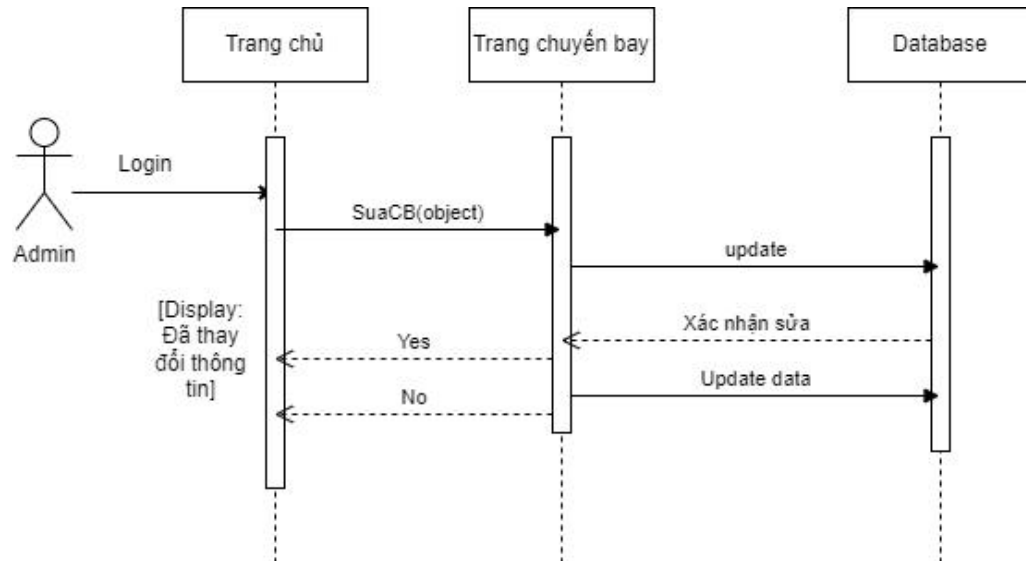 Trang chủ
Trang chuyến bay
Database
Login
SuaCB(object)
Admin
update
[Display:
Đã thay
đổi thông
tin]
Xác nhận sửa
Yes
Update data
No